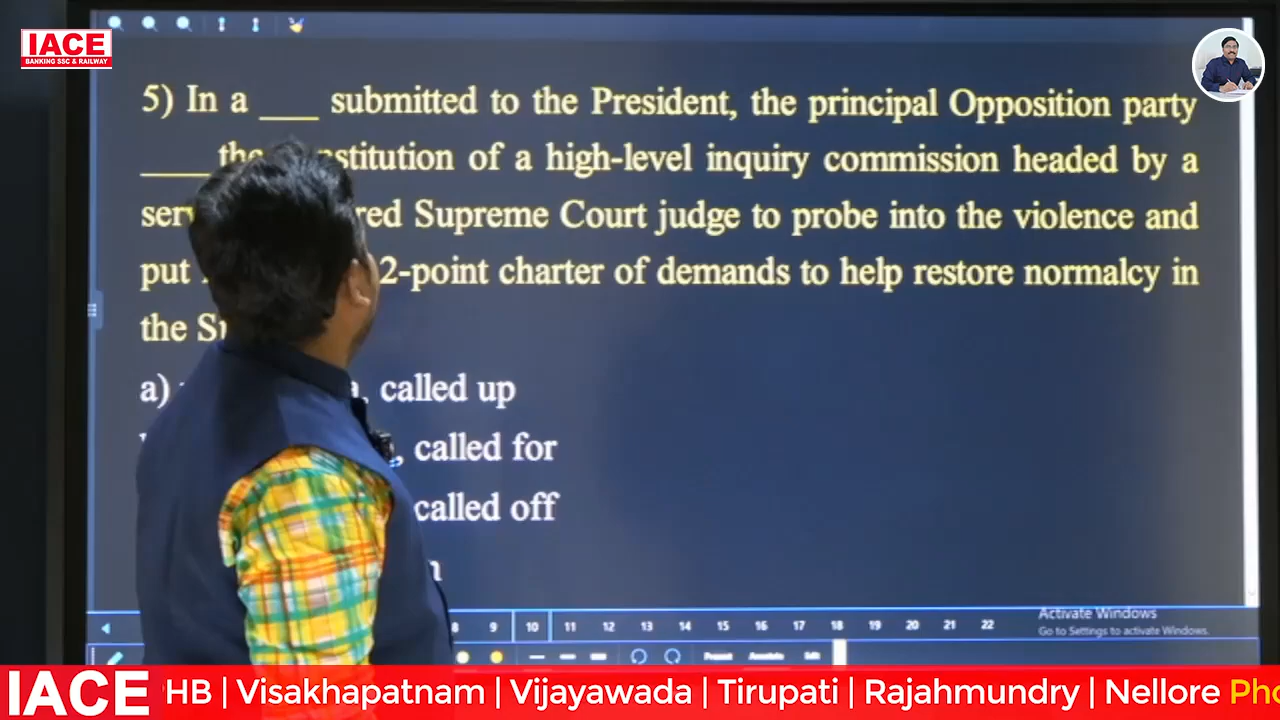 IACE
BANKING SSC & RAILWAY
5) In a ___ submitted to the President, the principal Opposition party
____ the stitution of a high-level inquiry commission headed by a
red Supreme Court judge to probe into the violence and
put 2-point charter of demands to help restore normalcy in
the
a) called up
, called for
called off
8 9 10 11 12 13 14 15 16 17 18 19 20 21 22
Activate Windows
Go to Settings to activate Windows.
IACE HB | Visakhapatnam | Vijayawada | Tirupati | Rajahmundry | Nellore Pho